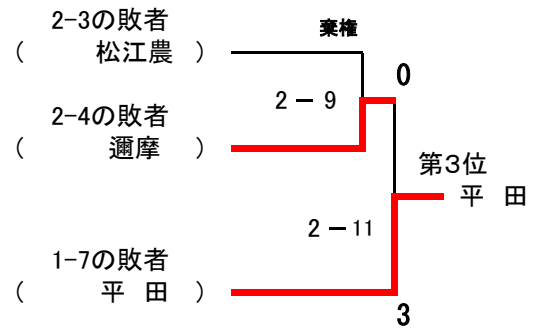 2-3の敗者
棄権
( 松江農 )
0
2 - 9
2-4の敗者
( 邇摩 )
第3位
平 田
2 - 11
1-7の敗者
( 平 田 )
3